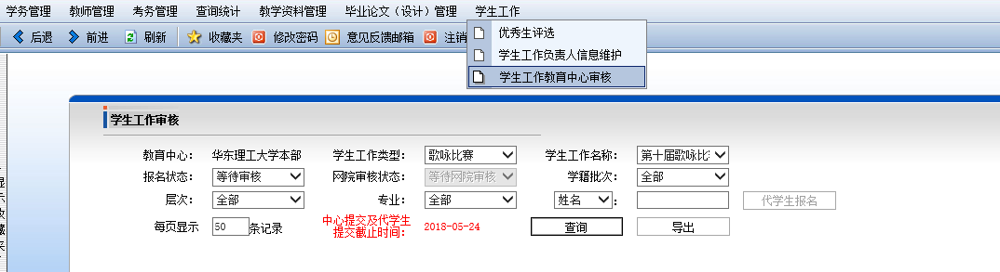 学务管理 教师管理 考务管理 查询统计 教学资料管理 毕业论文（设计）管理 学生工作
后退 前进 刷新 收藏夹 修改密码 意见反馈邮箱 注销
优秀生评选
学生工作负责人信息维护
学生工作教育中心审核
学生工作审核
教育中心： 华东理工大学本部 学生工作类型： 歌咏比赛 学生工作名称： 第十届歌咏比
报名状态： 等待审核 网院审核状态： 等待网院审核 学籍批次： 全部
层次： 全部 专业： 全部 姓名 ： 代学生报名
每页显示 50 条记录 中心提交及代学生
提交截止时间： 2018-05-24 查询 导出